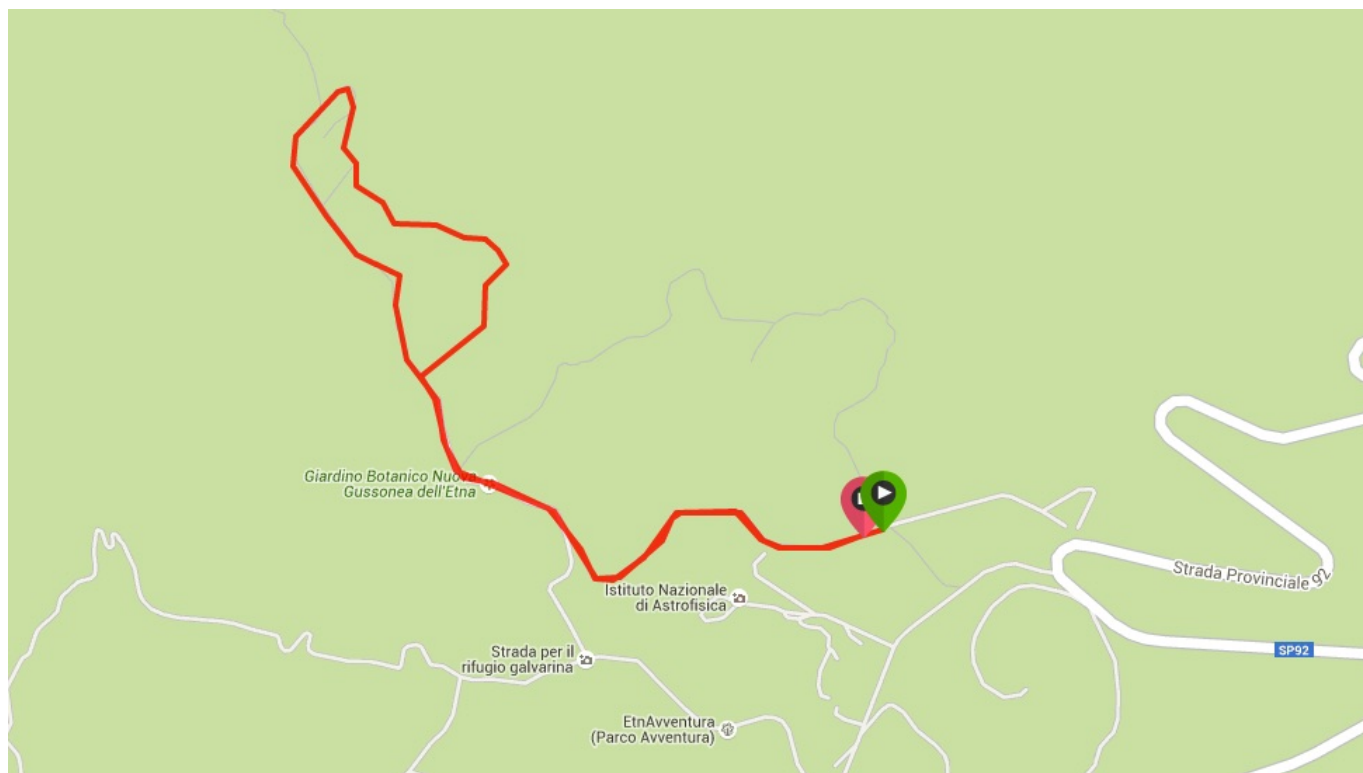 Giardino Botanico Nuova
Gussonea dell'Etna
Strada Provinciale 92
Istituto Nazionale
di Astrofisica
Strada per il
rifugio galvarina
SP92
EtnAvventura
(Parco Avventura)